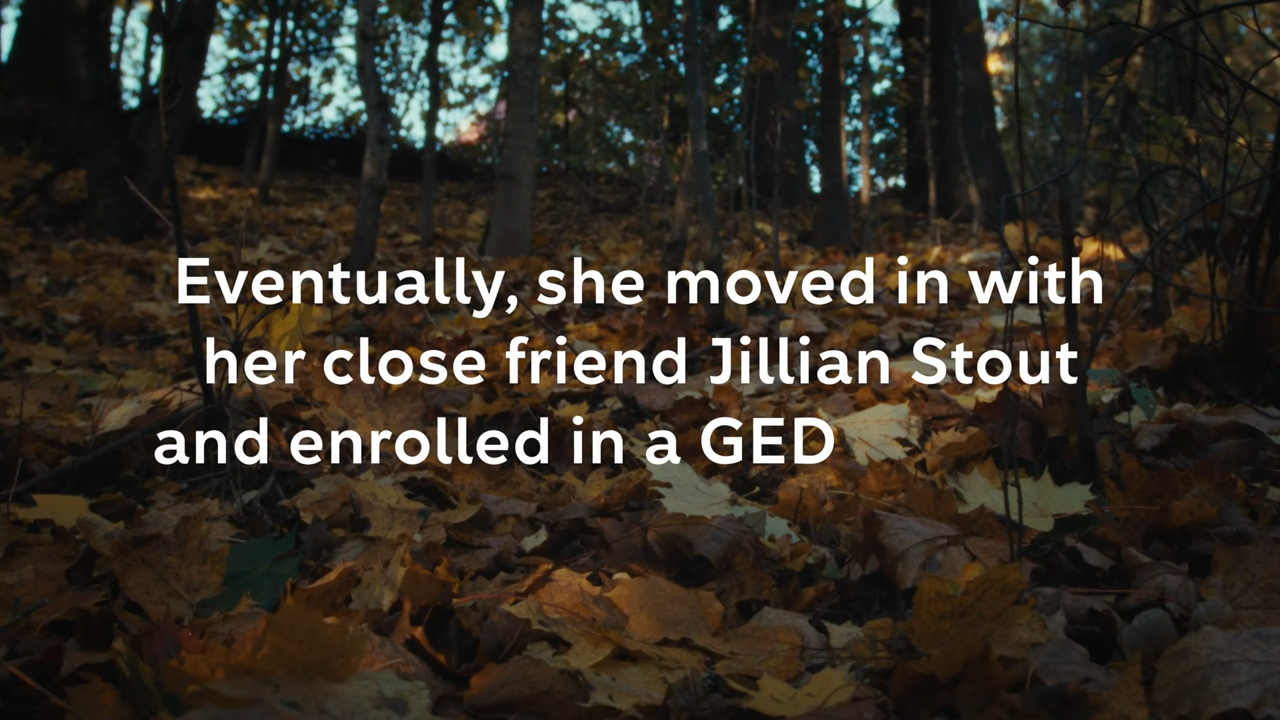 Eventually, she moved in with
her close friend Jillian Stout
and enrolled in a GED